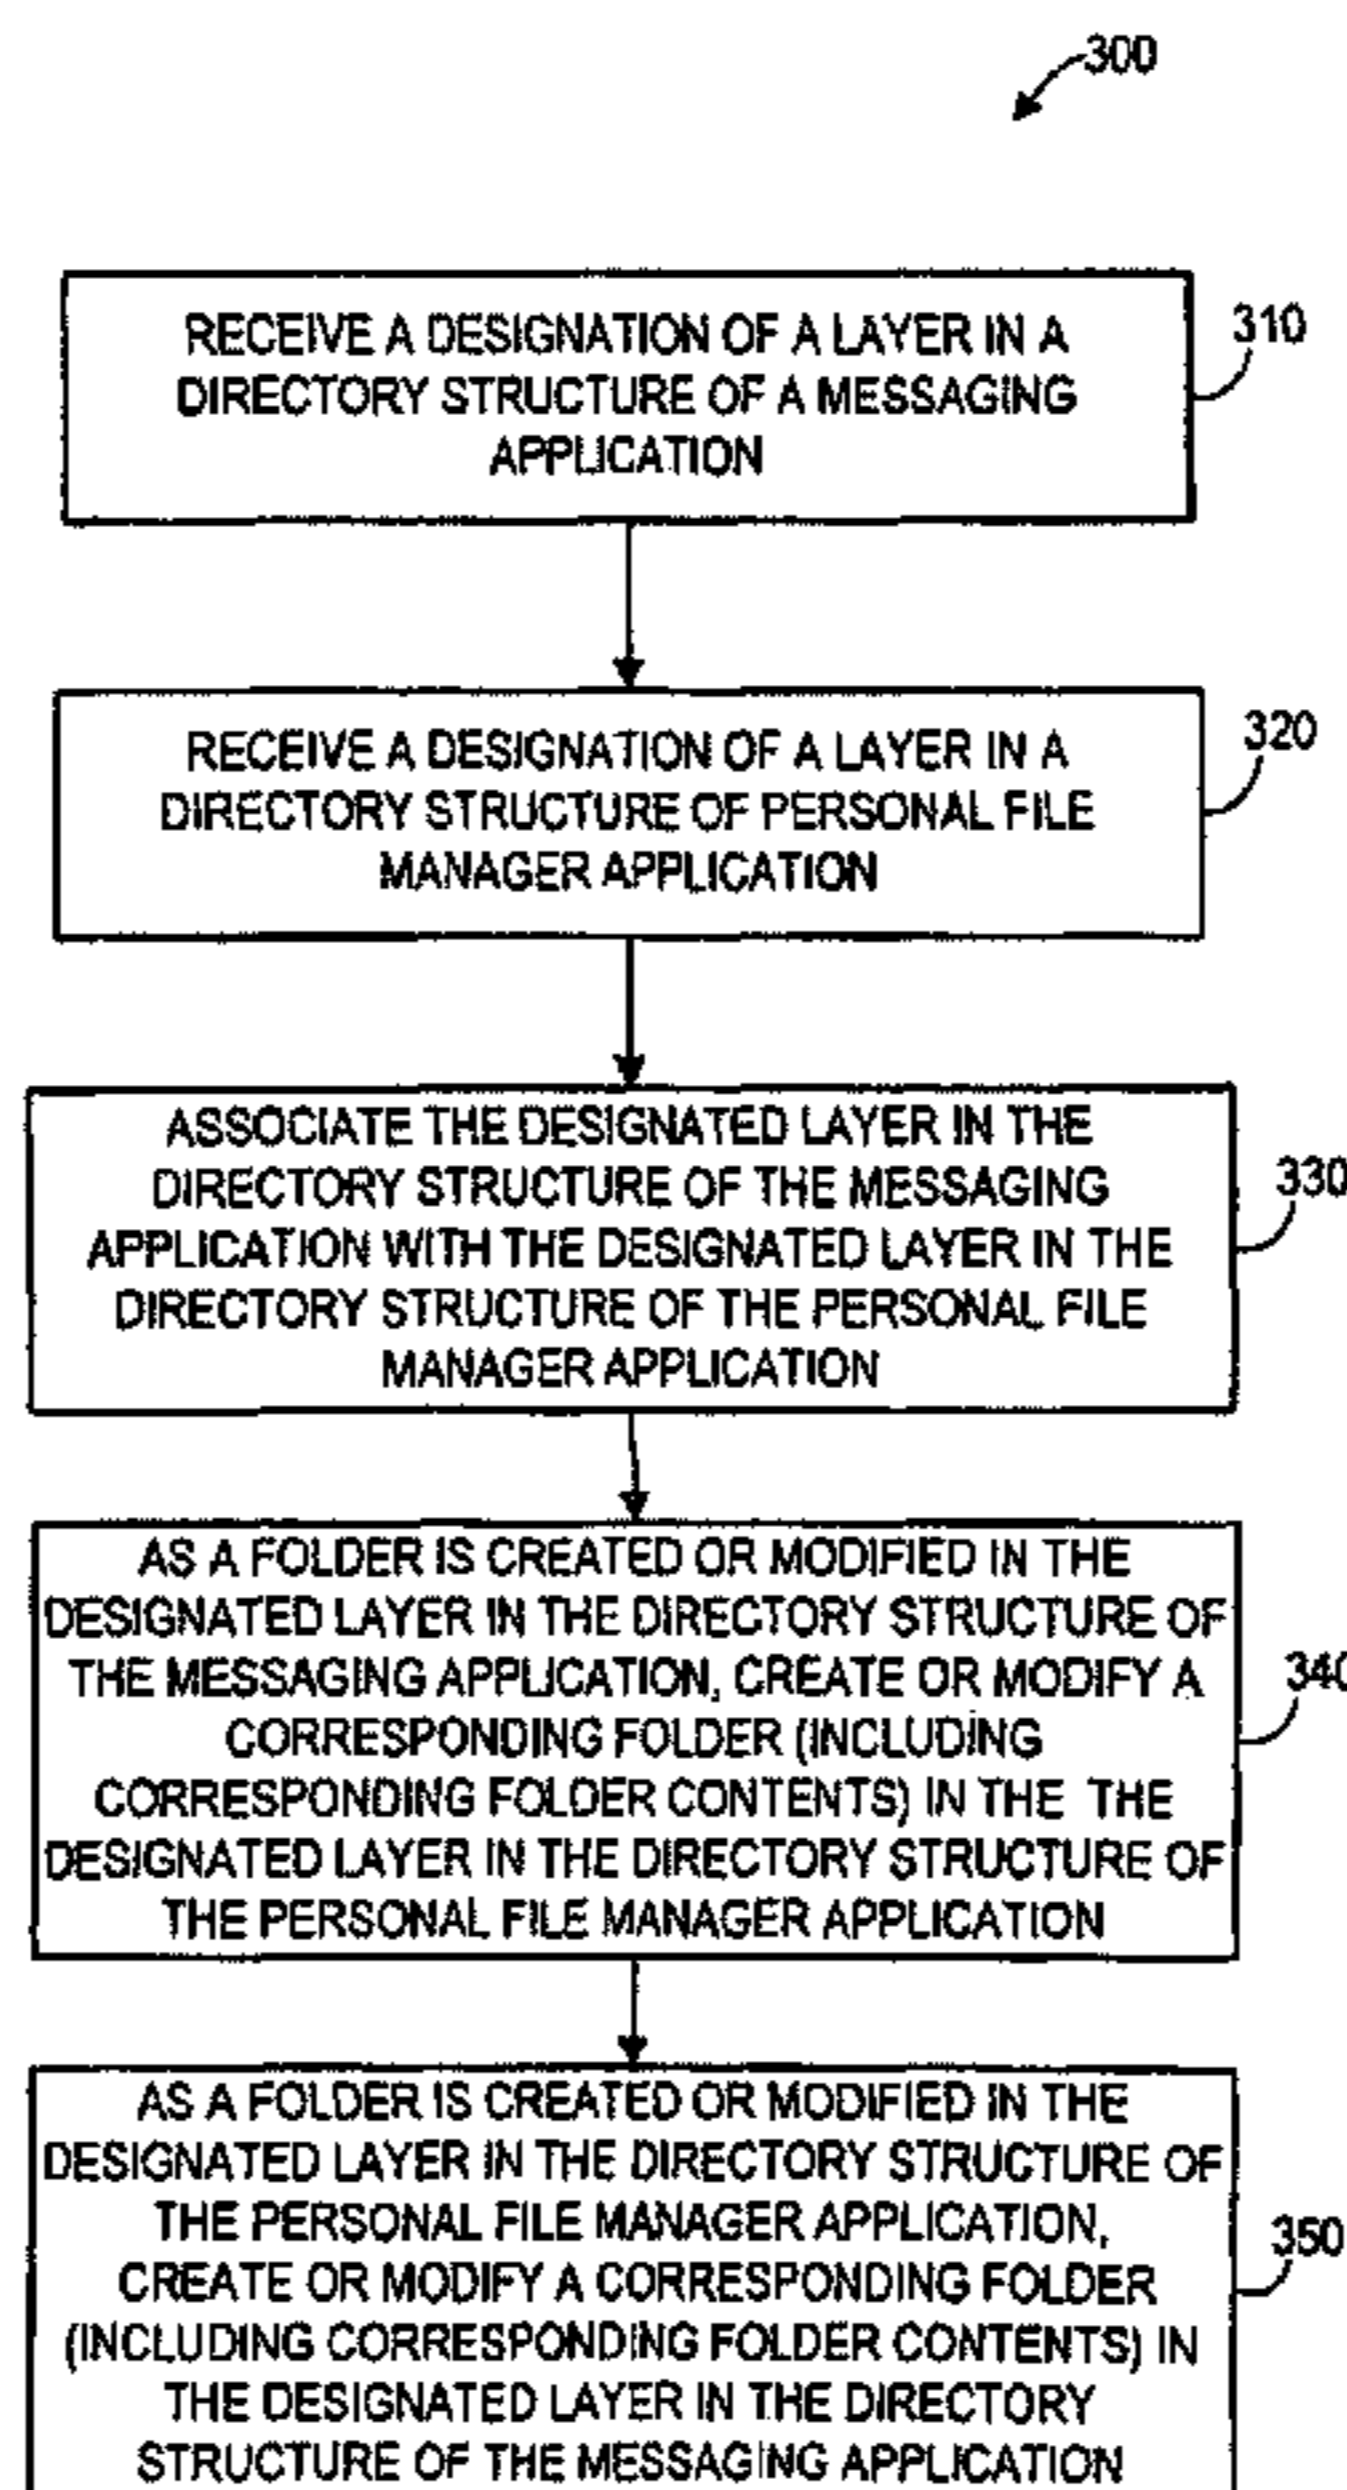 300
RECEIVE A DESIGNATION OF A LAYER IN A
DIRECTORY STRUCTURE OF A MESSAGING
APPLICATION
310
RECEIVE A DESIGNATION OF A LAYER IN A
DIRECTORY STRUCTURE OF PERSONAL FILE
MANAGER APPLICATION
320
ASSOCIATE THE DESIGNATED LAYER IN THE
DIRECTORY STRUCTURE OF THE MESSAGING
APPLICATION WITH THE DESIGNATED LAYER IN THE
DIRECTORY STRUCTURE OF THE PERSONAL FILE
MANAGER APPLICATION
330
AS A FOLDER IS CREATED OR MODIFIED IN THE
DESIGNATED LAYER IN THE DIRECTORY STRUCTURE OF
THE MESSAGING APPLICATION, CREATE OR MODIFY A
CORRESPONDING FOLDER (INCLUDING
CORRESPONDING FOLDER CONTENTS) IN THE THE
DESIGNATED LAYER IN THE DIRECTORY STRUCTURE OF
THE PERSONAL FILE MANAGER APPLICATION
340
AS A FOLDER IS CREATED OR MODIFIED IN THE
DESIGNATED LAYER IN THE DIRECTORY STRUCTURE OF
THE PERSONAL FILE MANAGER APPLICATION,
CREATE OR MODIFY A CORRESPONDING FOLDER
(INCLUDING CORRESPONDING FOLDER CONTENTS) IN
THE DESIGNATED LAYER IN THE DIRECTORY
STRUCTURE OF THE MESSAGING APPLICATION
350